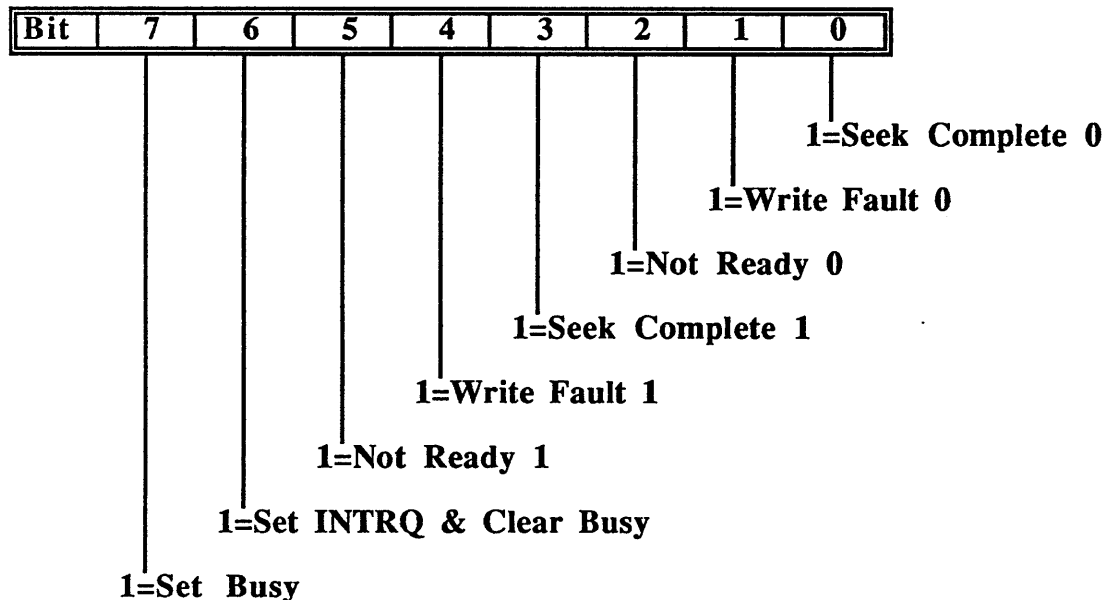 Bit 7 6 5 4 3 2 1 0
1=Seek Complete 0
1=Write Fault 0
1=Not Ready 0
1=Seek Complete 1
1=Write Fault 1
1=Not Ready 1
1=Set INTRQ & Clear Busy
1=Set Busy